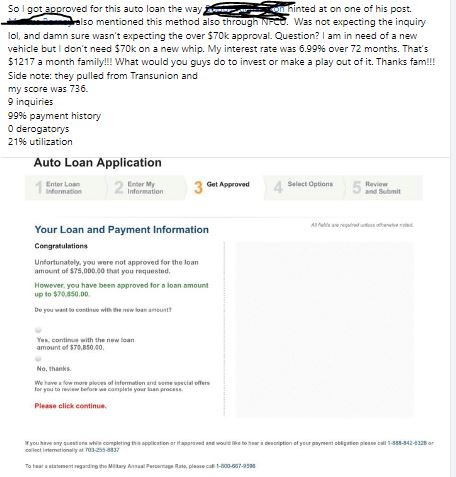 So I got approved for this auto loan the way hinted at on one of his post.
also mentioned this method also through NFCU. Was not expecting the inquiry
lol, and damn sure wasn't expecting the over $70k approval. Question? I am in need of a new
vehicle but I don't need $70k on a new whip. My interest rate was 6.99% over 72 months. That's
$1217 a month family!!! What would you guys do to invest or make a play out of it. Thanks fam!!!
Side note: they pulled from Transunion and
my score was 736.
9 inquiries
99% payment history
0 derogatorys
21% utilization
Auto Loan Application
1 Enter Loan Information
2 Enter My Information
3 Get Approved
4 Select Options
5 Review and Submit
All fields are required unless otherwise noted.
Your Loan and Payment Information
Congratulations
Unfortunately, you were not approved for the loan
amount of $75,000.00 that you requested.
However, you have been approved for a loan amount
up to $70,850.00.
Do you want to continue with the new loan amount?
Yes, continue with the new loan
amount of $70,850.00.
No, thanks.
We have a few more pieces of information and some special offers
for you to review before we complete your loan process.
Please click continue.
If you have any questions while completing this application or if approved and would like to hear a description of your payment obligation please call 1-888-842-6328 or
collect internationally at 703-255-8837
To hear a statement regarding the Military Annual Percentage Rate, please call 1-800-667-9596